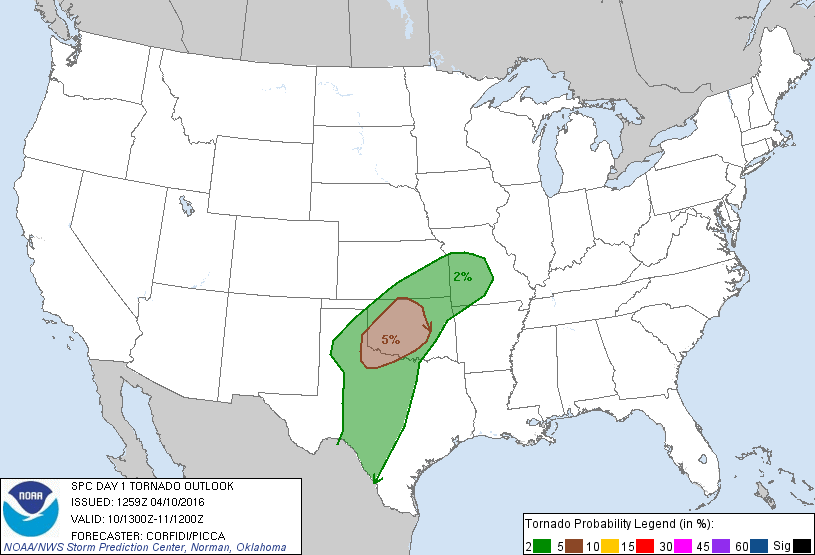 2%
5%
NOAA
SPC DAY 1 TORNADO OUTLOOK
ISSUED: 1259Z 04/10/2016
VALID: 10/1300Z-11/1200Z
FORECASTER: CORFIDI/PICCA
NOAA/NWS Storm Prediction Center, Norman, Oklahoma
Tornado Probability Legend (in %):
2 5 10 15 30 45 60 Sig